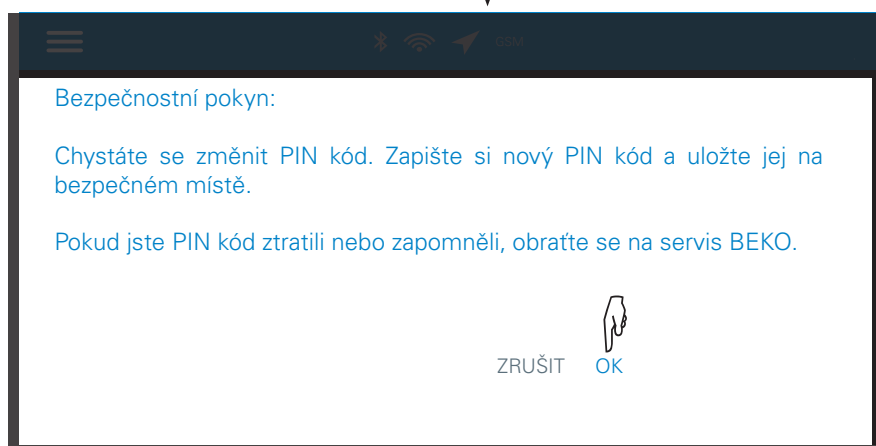 GSM
Bezpečnostní pokyn:
Chystáte se změnit PIN kód. Zapište si nový PIN kód a uložte jej na
bezpečném místě.
Pokud jste PIN kód ztratili nebo zapomněli, obraťte se na servis BEKO.
ZRUŠIT OK